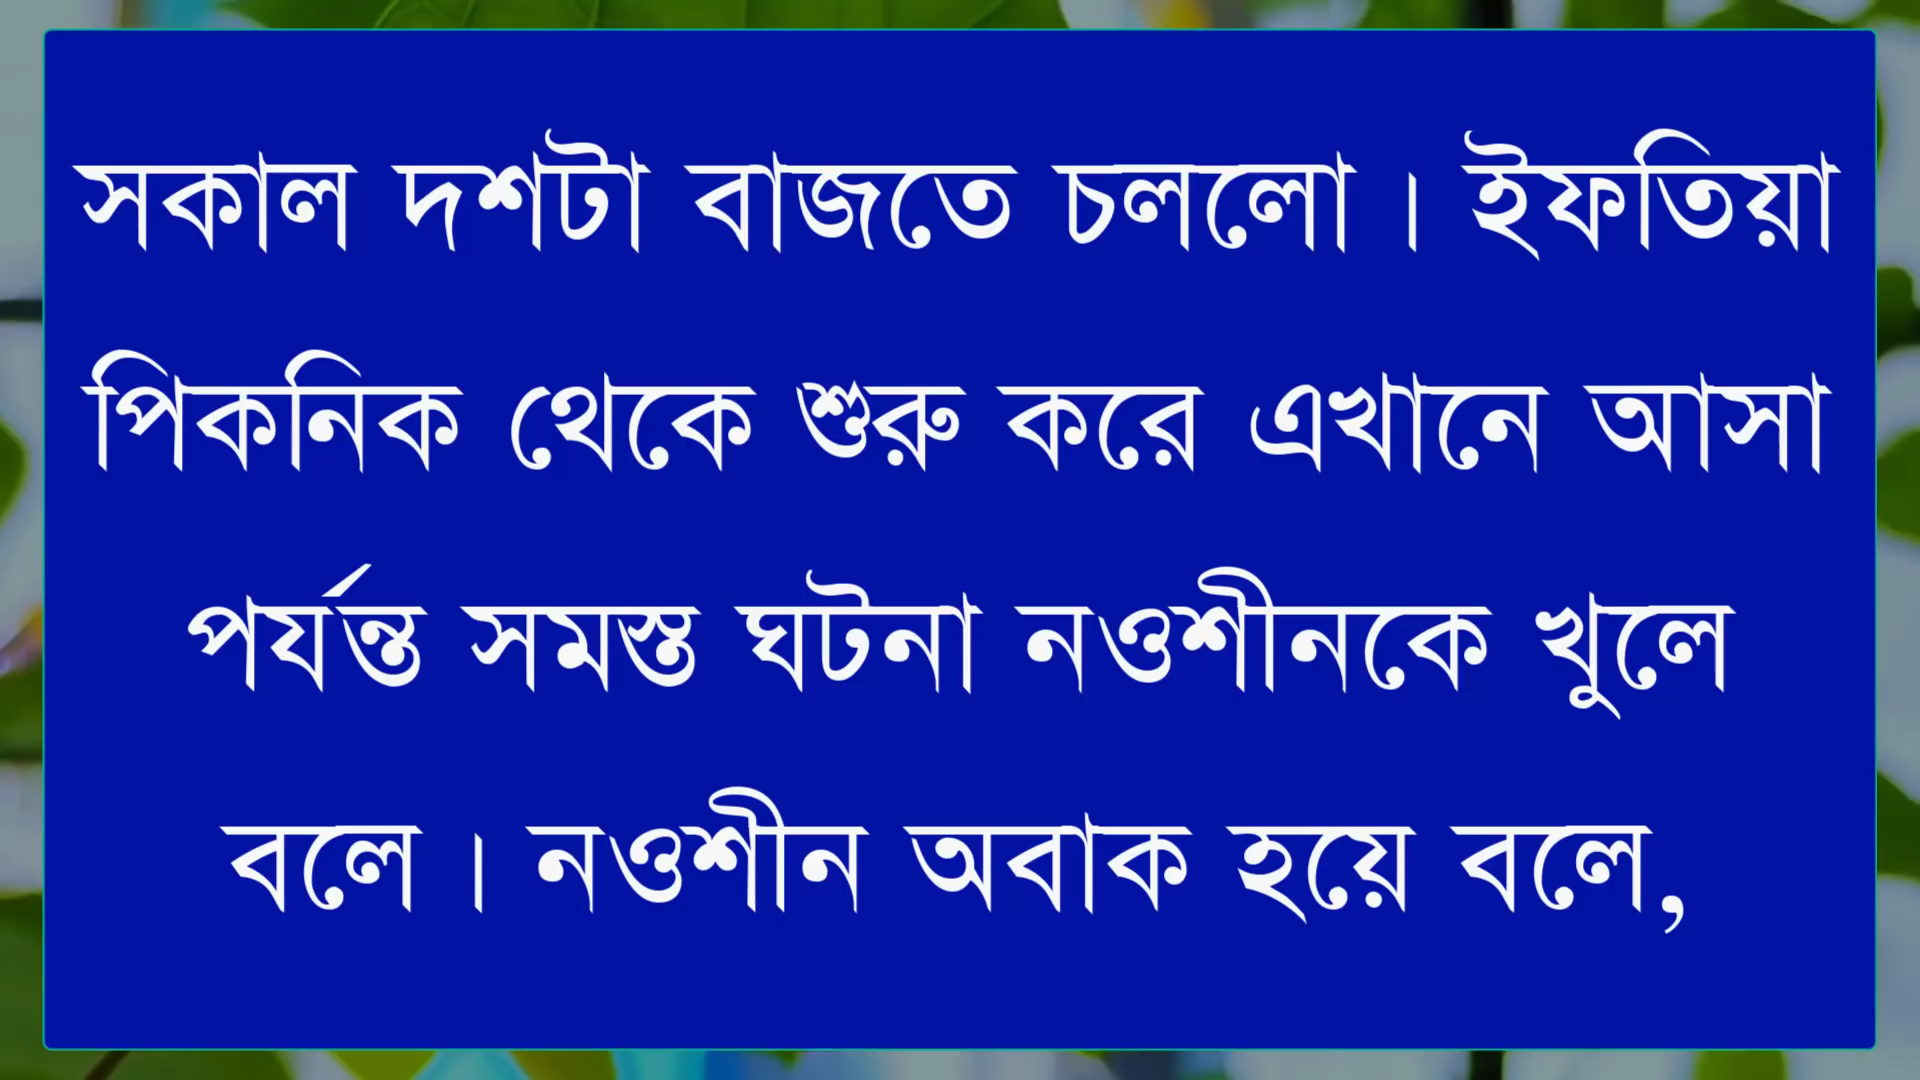 সকাল দশটা বাজতে চললো । ইফতিয়া
পিকনিক থেকে শুরু করে এখানে আসা
পর্যন্ত সমস্ত ঘটনা নওশীনকে খুলে
বলে । নওশীন অবাক হয়ে বলে,